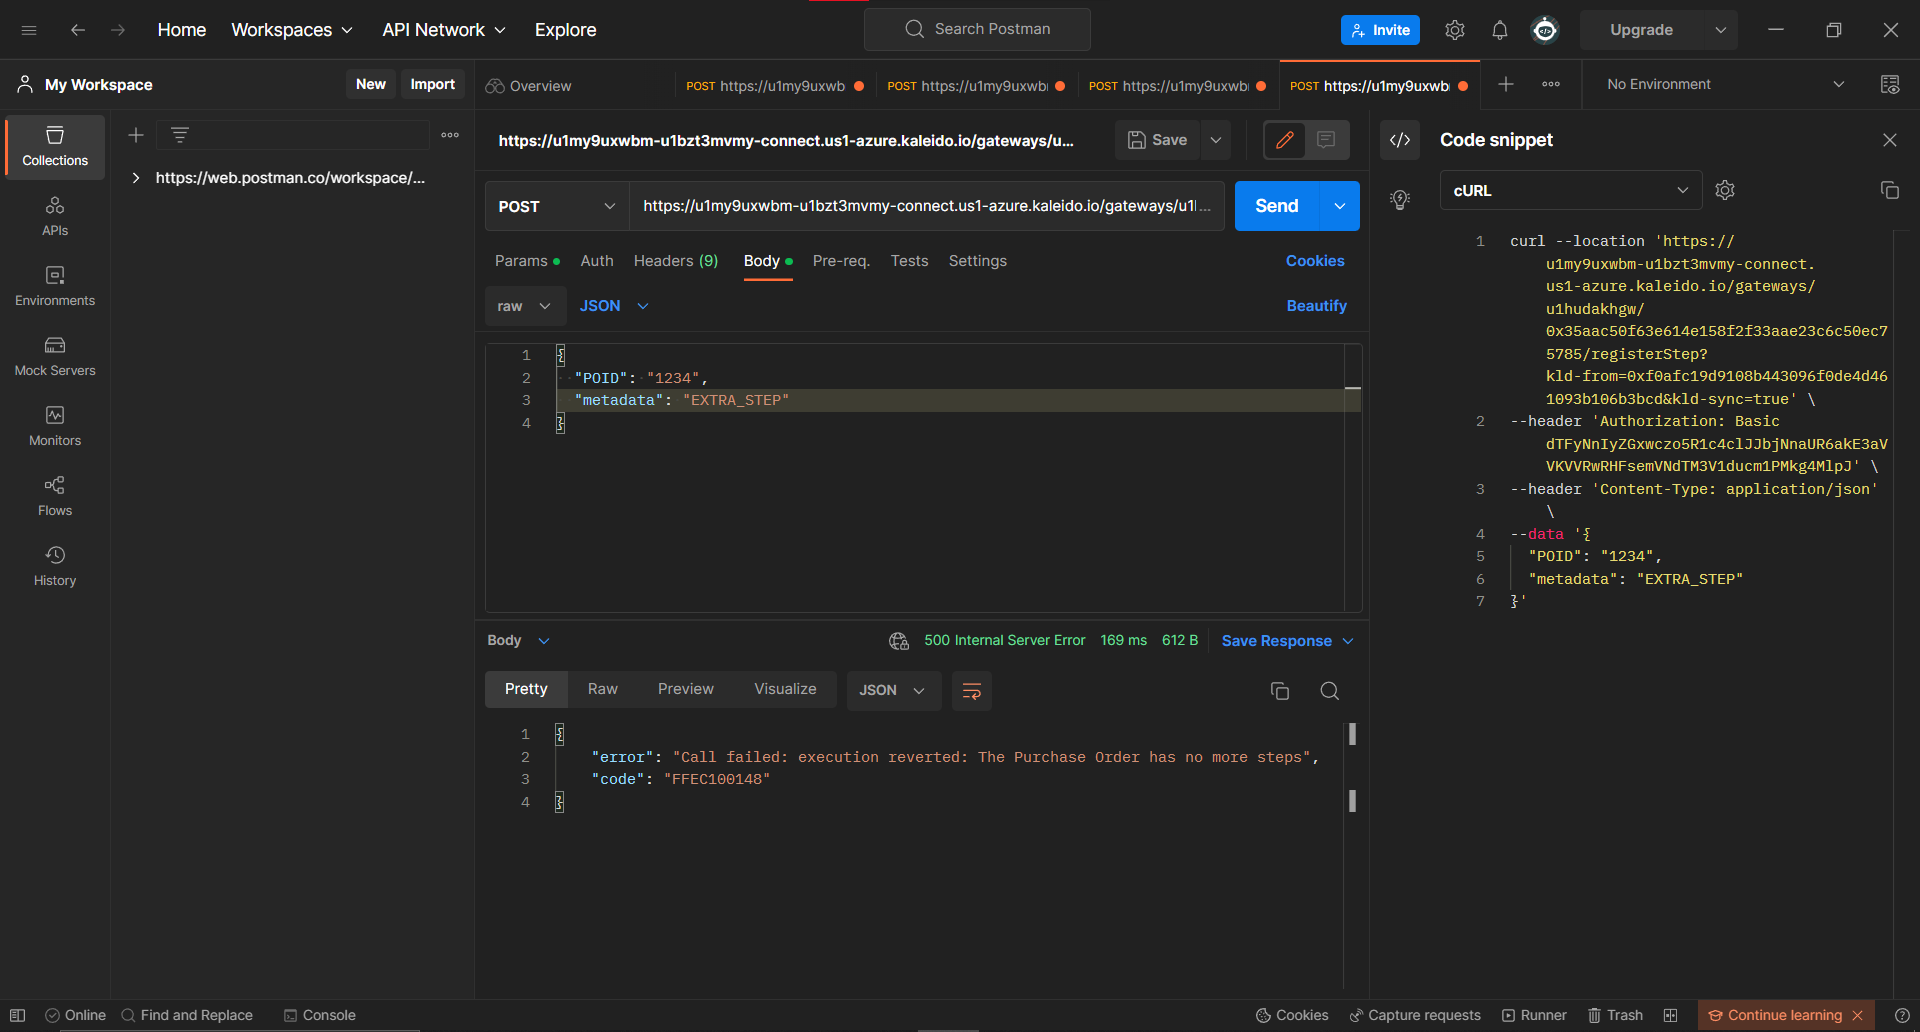 Home
Workspaces
API Network
Explore
Search Postman
Invite
Upgrade
My Workspace
New
Import
Overview
POST https://u1my9uxwb
POST https://u1my9uxwb
POST https://u1my9uxwb
POST https://u1my9uxwb
No Environment
Collections
APIs
Environments
Mock Servers
Monitors
Flows
History
https://web.postman.co/workspace/...
https://u1my9uxwbm-u1bzt3mvmy-connect.us1-azure.kaleido.io/gateways/u...
Save
POST
https://u1my9uxwbm-u1bzt3mvmy-connect.us1-azure.kaleido.io/gateways/u1...
Send
Params
Auth
Headers (9)
Body
Pre-req.
Tests
Settings
Cookies
raw
JSON
Beautify
1 {
2 "POID": "1234",
3 "metadata": "EXTRA_STEP"
4 }
Body
500 Internal Server Error
169 ms
612 B
Save Response
Pretty
Raw
Preview
Visualize
JSON
1 {
2 "error": "Call failed: execution reverted: The Purchase Order has no more steps",
3 "code": "FFEC100148"
4 }
Code snippet
cURL
1 curl --location 'https://
u1my9uxwbm-u1bzt3mvmy-connect.
us1-azure.kaleido.io/gateways/
u1hudakhgw/
0x35aac50f63e614e158f2f33aae23c6c50ec7
5785/registerStep?
kld-from=0xf0afc19d9108b443096f0de4d46
1093b106b3bcd&kld-sync=true' \
2 --header 'Authorization: Basic
dTFyNnIyZGxwczo5R1c4clJJbjNnaUR6akE3aV
VKVVRwRHFsemVNdTM3V1ducm1PMkg4MlpJ' \
3 --header 'Content-Type: application/json'
\
4 --data '{
5 "POID": "1234",
6 "metadata": "EXTRA_STEP"
7 }'
Online
Find and Replace
Console
Cookies
Capture requests
Runner
Trash
Continue learning